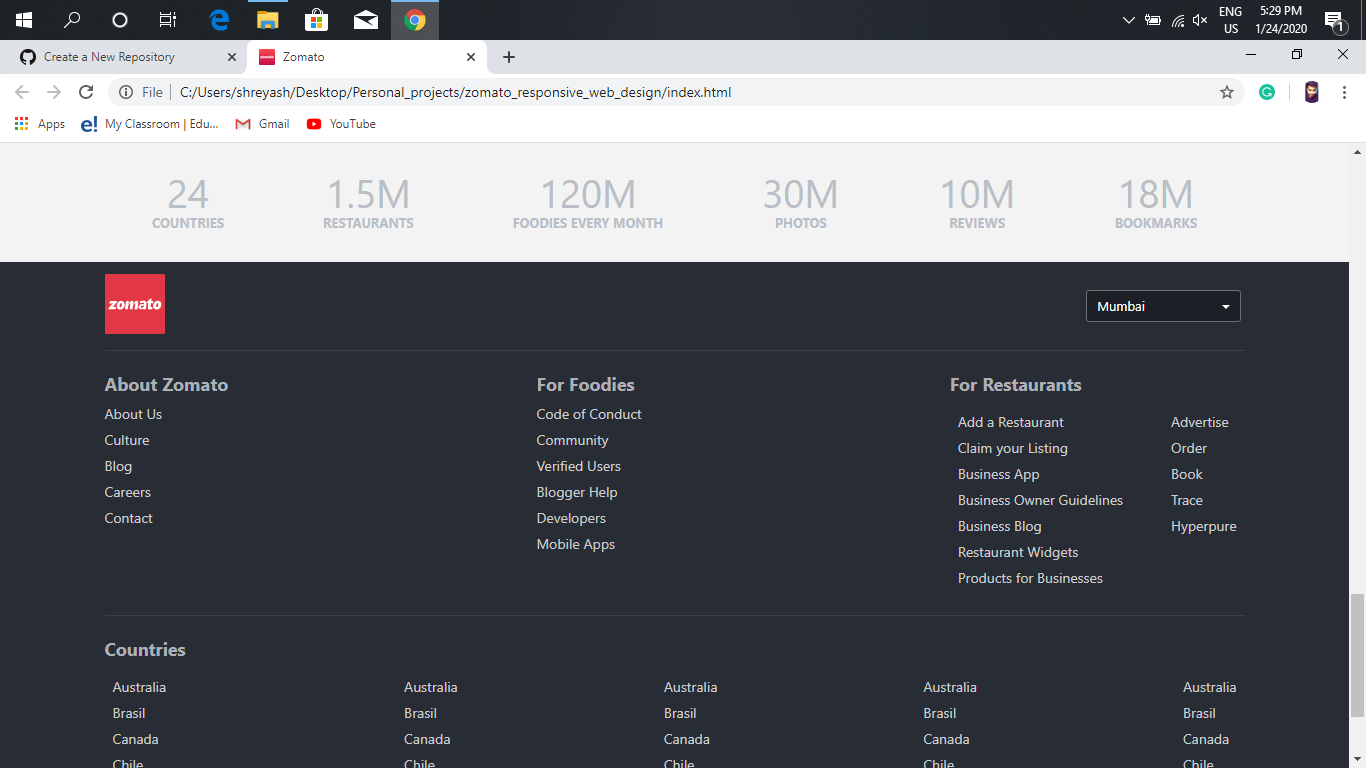 ENG
5:29 PM
US
1/24/2020
1
Create a New Repository
zomato
Zomato
File
C:/Users/shreyash/Desktop/Personal_projects/zomato_responsive_web_design/index.html
Apps
e! My Classroom | Edu...
Gmail
YouTube
24
1.5M
120M
30M
10M
18M
COUNTRIES
RESTAURANTS
FOODIES EVERY MONTH
PHOTOS
REVIEWS
BOOKMARKS
zomato
Mumbai
About Zomato
About Us
Culture
Blog
Careers
Contact
For Foodies
Code of Conduct
Community
Verified Users
Blogger Help
Developers
Mobile Apps
For Restaurants
Add a Restaurant
Claim your Listing
Business App
Business Owner Guidelines
Business Blog
Restaurant Widgets
Products for Businesses
Advertise
Order
Book
Trace
Hyperpure
Countries
Australia
Brasil
Canada
Chile
Australia
Brasil
Canada
Chile
Australia
Brasil
Canada
Chile
Australia
Brasil
Canada
Chile
Australia
Brasil
Canada
Chile